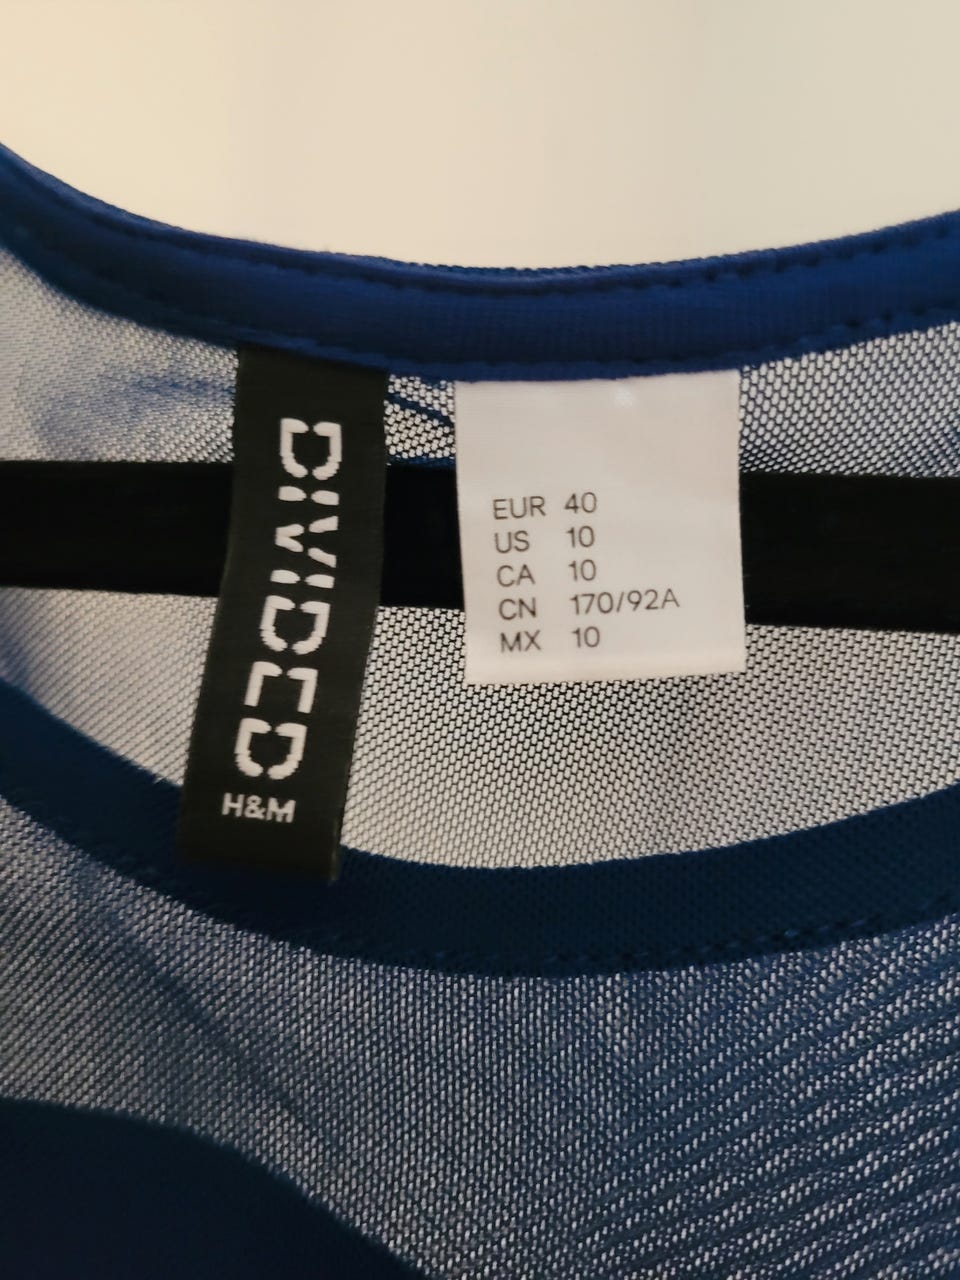 DIVIDED
H&M
EUR 40
US 10
CA 10
CN 170/92A
MX 10